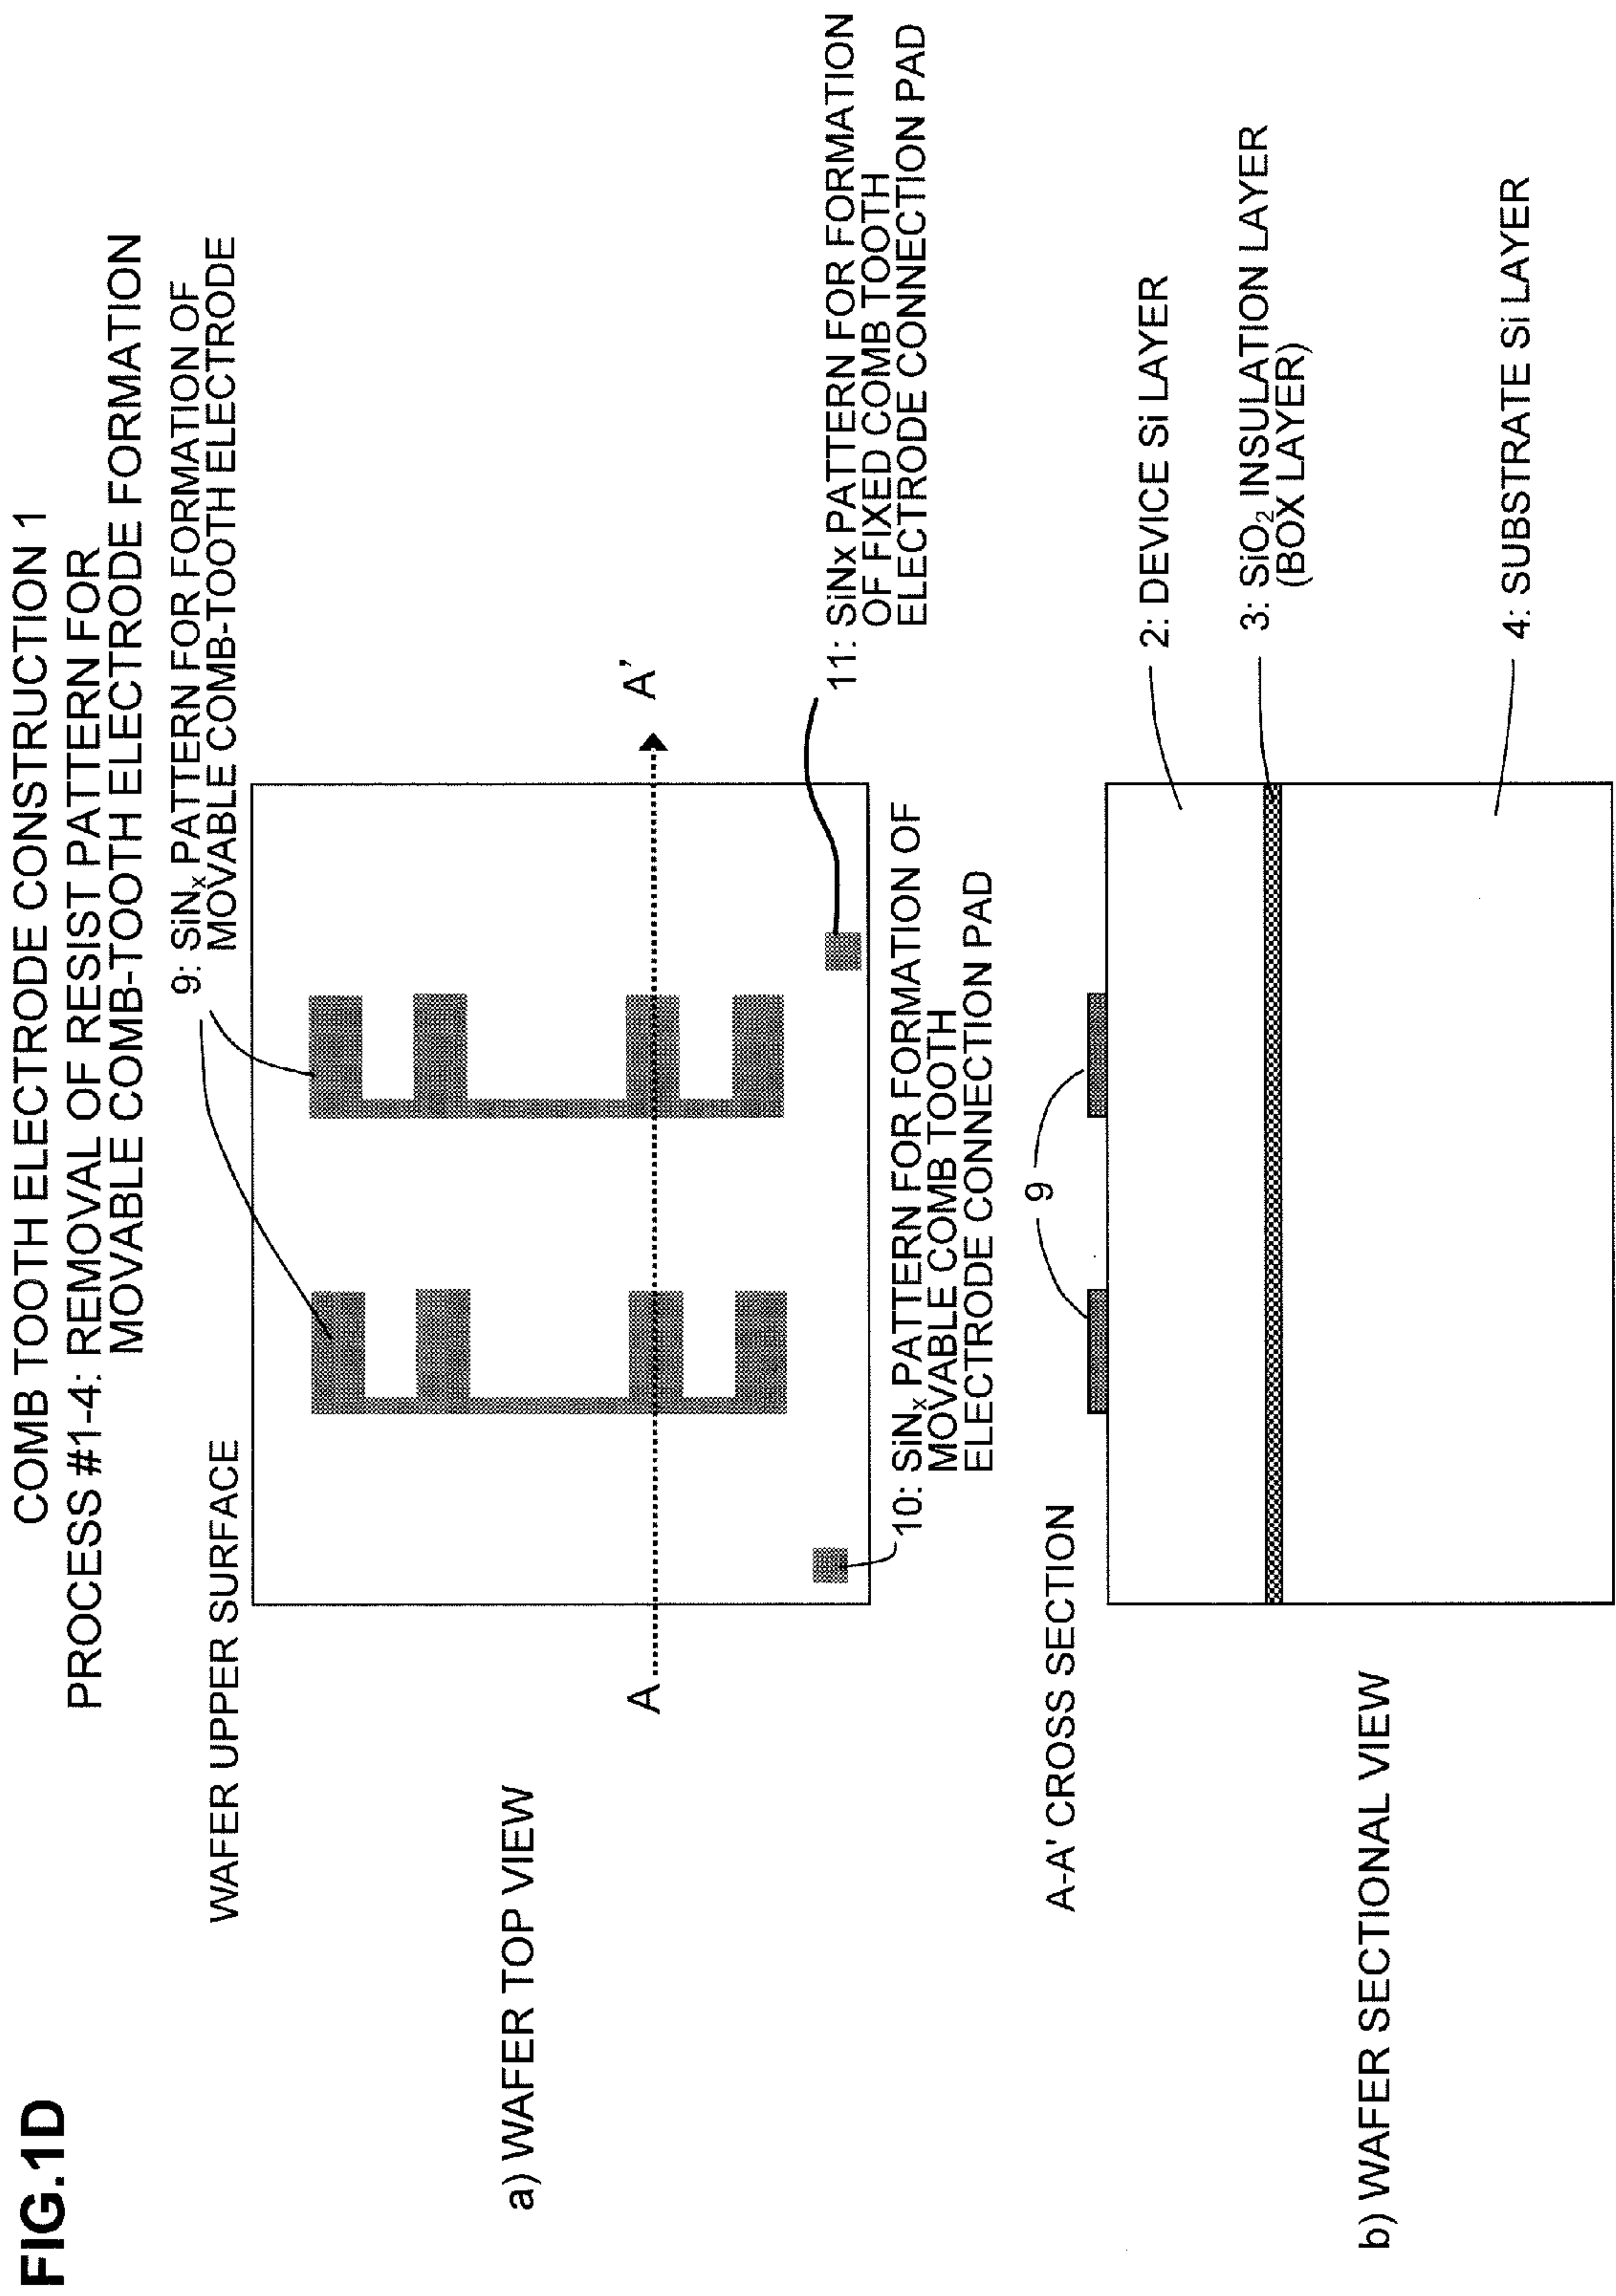 FIG.1D
COMB TOOTH ELECTRODE CONSTRUCTION 1
PROCESS #1-4: REMOVAL OF RESIST PATTERN FOR
MOVABLE COMB-TOOTH ELECTRODE FORMATION
WAFER UPPER SURFACE
9: SiNx PATTERN FOR FORMATION OF
MOVABLE COMB-TOOTH ELECTRODE
a) WAFER TOP VIEW
A
A'
10: SiNx PATTERN FOR FORMATION OF
MOVABLE COMB TOOTH
ELECTRODE CONNECTION PAD
11: SiNx PATTERN FOR FORMATION
OF FIXED COMB TOOTH
ELECTRODE CONNECTION PAD
A-A' CROSS SECTION
9
2: DEVICE Si LAYER
3: SiO2 INSULATION LAYER
(BOX LAYER)
4: SUBSTRATE Si LAYER
b) WAFER SECTIONAL VIEW